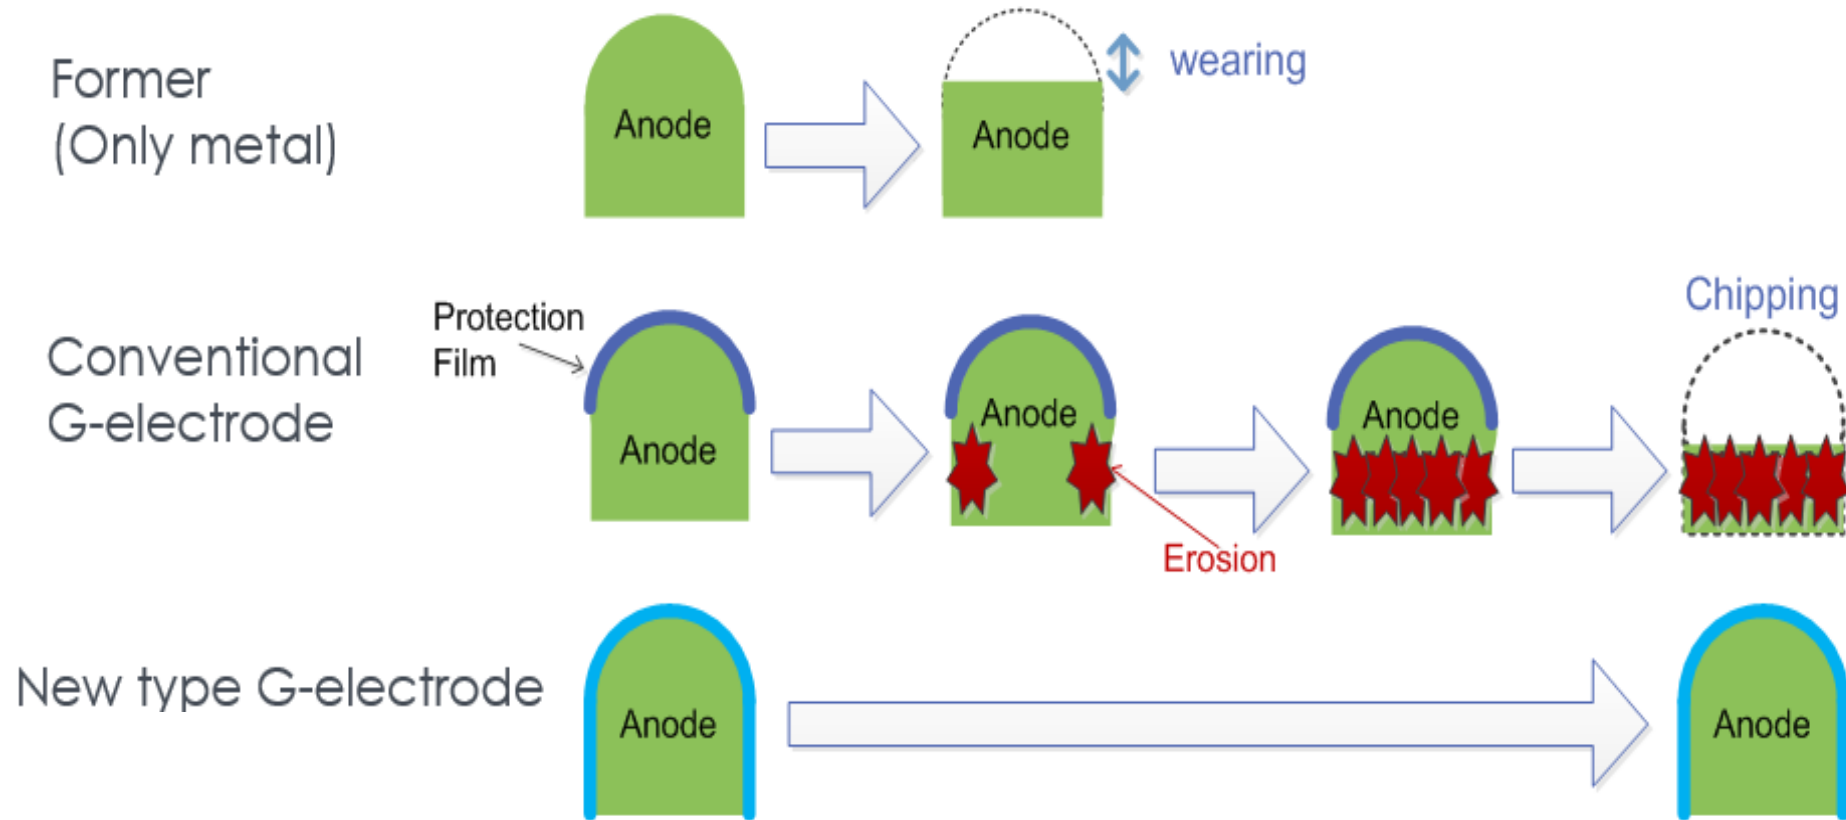 Former
(Only metal)
Anode
Anode
wearing
Conventional
G-electrode
Protection
Film
Anode
Anode
Erosion
Anode
Chipping
New type G-electrode
Anode
Anode